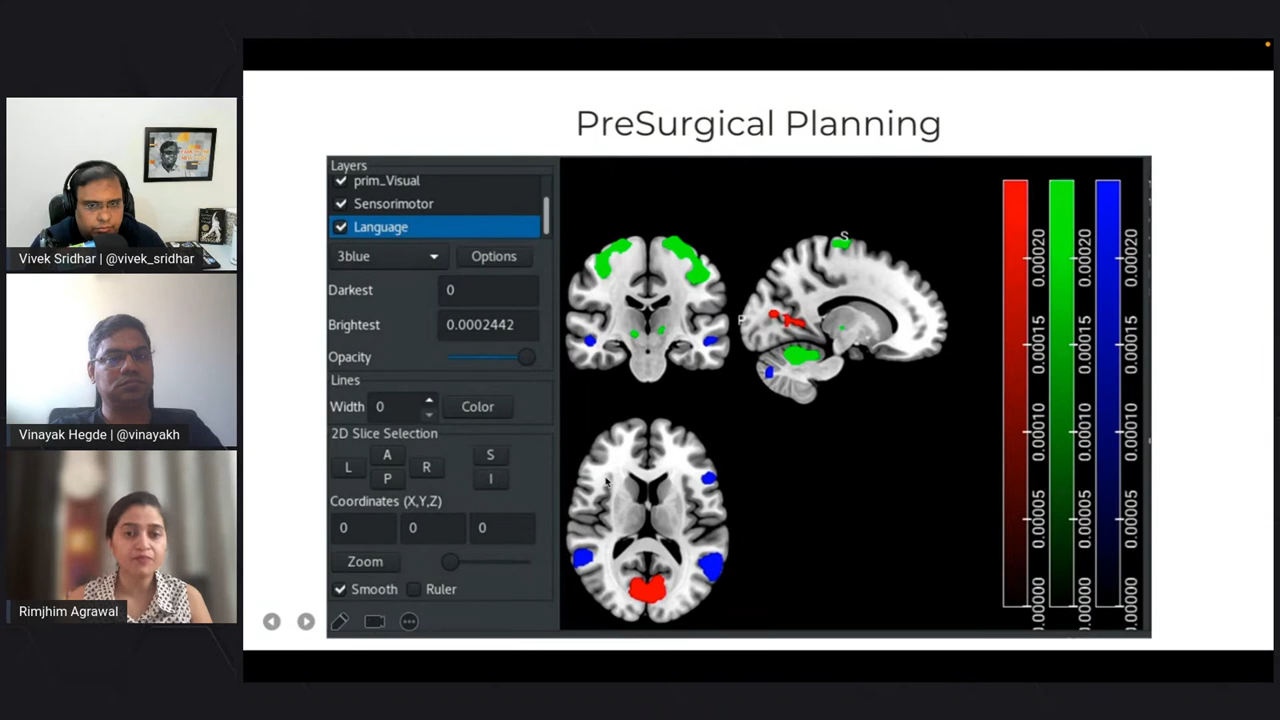 PreSurgical Planning
Vivek Sridhar | @vivek_sridhar
Vinayak Hegde | @vinayakh
Rimjhim Agrawal
Layers
prim_Visual
Sensorimotor
Language
3blue
Options
Darkest 0
Brightest 0.0002442
Opacity
Lines
Width 0 Color
2D Slice Selection
A S
L R
P I
Coordinates (X,Y,Z)
0 0 0
Zoom
Smooth Ruler
S
P
0.00020 0.00020 0.00020
0.00015 0.00015 0.00015
0.00010 0.00010 0.00010
0.00005 0.00005 0.00005
0.00000 0.00000 0.00000